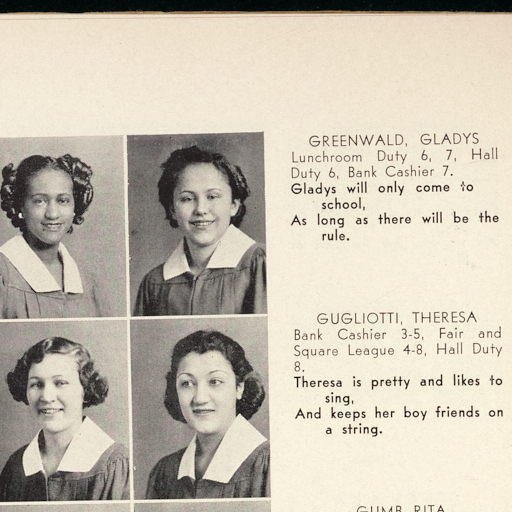 GREENWALD, GLADYS
Lunchroom Duty 6, 7, Hall
Duty 6, Bank Cashier 7.
Gladys will only come to
school,
As long as there will be the
rule.
GUGLIOTTI, THERESA
Bank Cashier 3-5, Fair and
Square League 4-8, Hall Duty
8.
Theresa is pretty and likes to
sing,
And keeps her boy friends on
a string.
GUMB, RITA